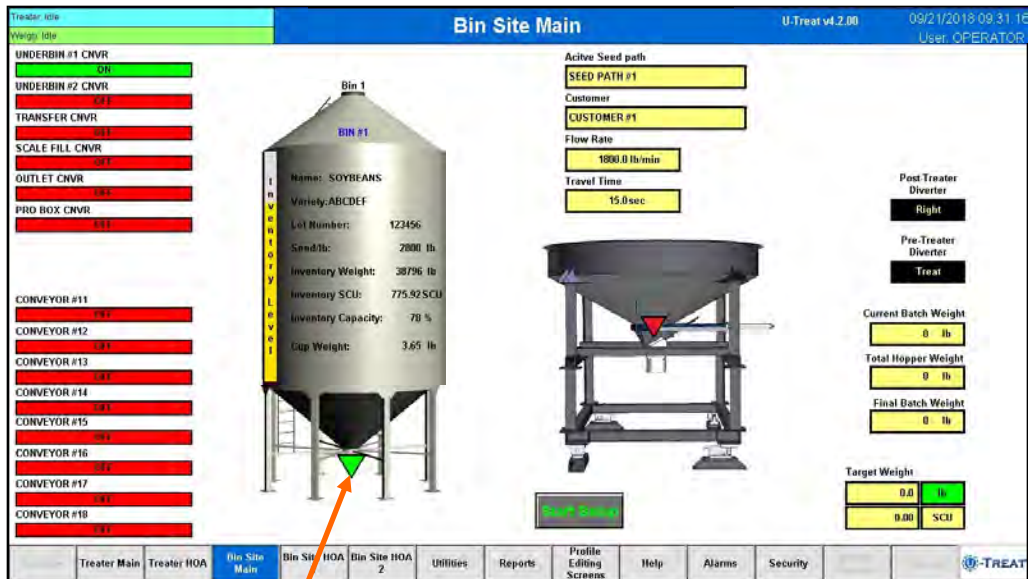 Treater: Idle
Weigh: Idle
Bin Site Main
U-Treat v4.2.00
09/21/2018 09:31:16
User: OPERATOR
UNDERBIN #1 CNVR
ON
UNDERBIN #2 CNVR
OFF
TRANSFER CNVR
OFF
SCALE FILL CNVR
OFF
OUTLET CNVR
OFF
PRO BOX CNVR
OFF
CONVEYOR #11
OFF
CONVEYOR #12
OFF
CONVEYOR #13
OFF
CONVEYOR #14
OFF
CONVEYOR #15
OFF
CONVEYOR #16
OFF
CONVEYOR #17
OFF
CONVEYOR #18
OFF
Bin 1
BIN #1
Inventory Level
Name: SOYBEANS
Variety:ABCDEF
Lot Number: 123456
Seed/lb: 2800 lb
Inventory Weight: 38796 lb
Inventory SCU: 775.92 SCU
Inventory Capacity: 78 %
Cup Weight: 3.65 lb
Acitve Seed path
SEED PATH #1
Customer
CUSTOMER #1
Flow Rate
1800.0 lb/min
Travel Time
15.0 sec
Post-Treater
Diverter
Right
Pre-Treater
Diverter
Treat
Current Batch Weight
0 lb
Total Hopper Weight
0 lb
Final Batch Weight
0 lb
Target Weight
0.0 lb
0.00 SCU
Treater Main
Treater HOA
Bin Site
Main
Bin Site HOA
Bin Site HOA
2
Utilities
Reports
Profile
Editing
Screens
Help
Alarms
Security
U-TREAT